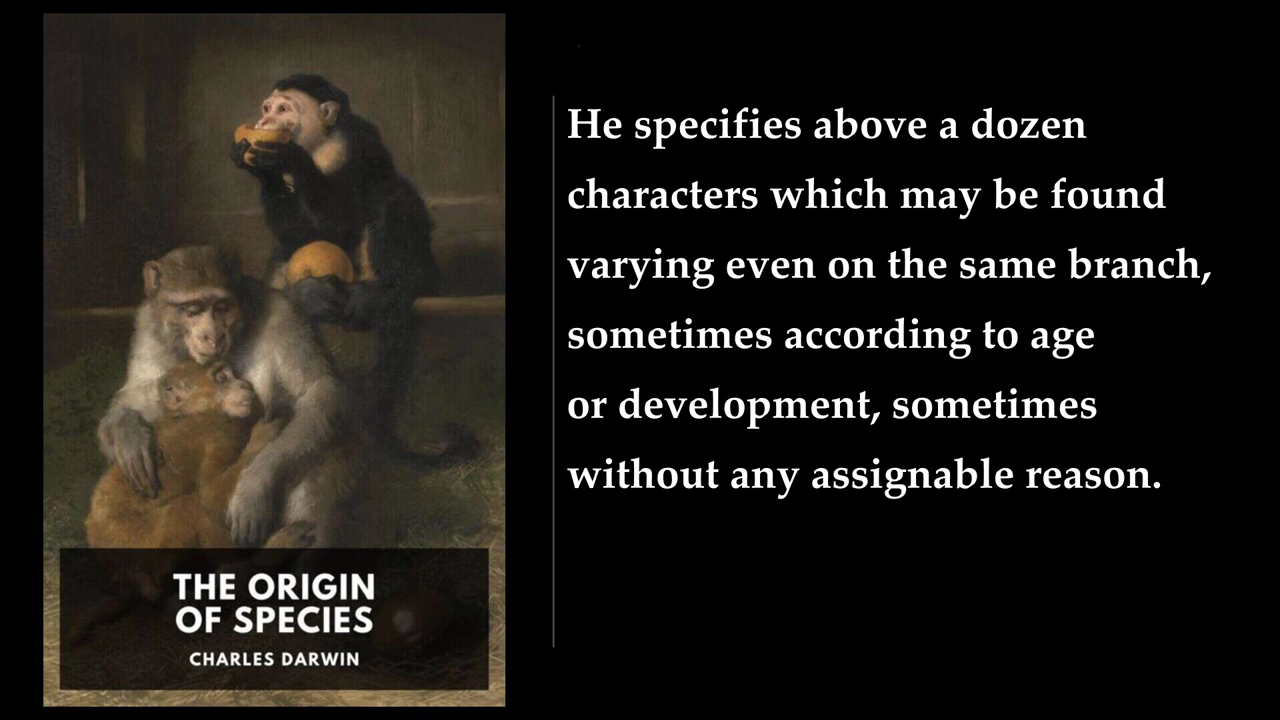 THE ORIGIN
OF SPECIES
CHARLES DARWIN
He specifies above a dozen
characters which may be found
varying even on the same branch,
sometimes according to age
or development, sometimes
without any assignable reason.